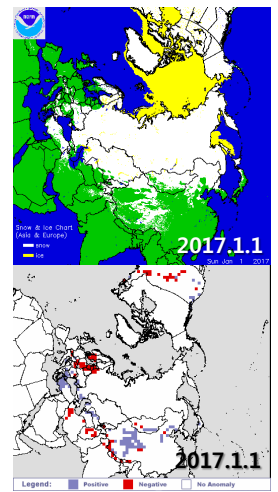 NOAA
Snow & Ice Chart
(Asia & Europe)
snow
ice
2017.1.1
Sun Jan 1 2017
2017.1.1
Legend: Positive Negative No Anomaly